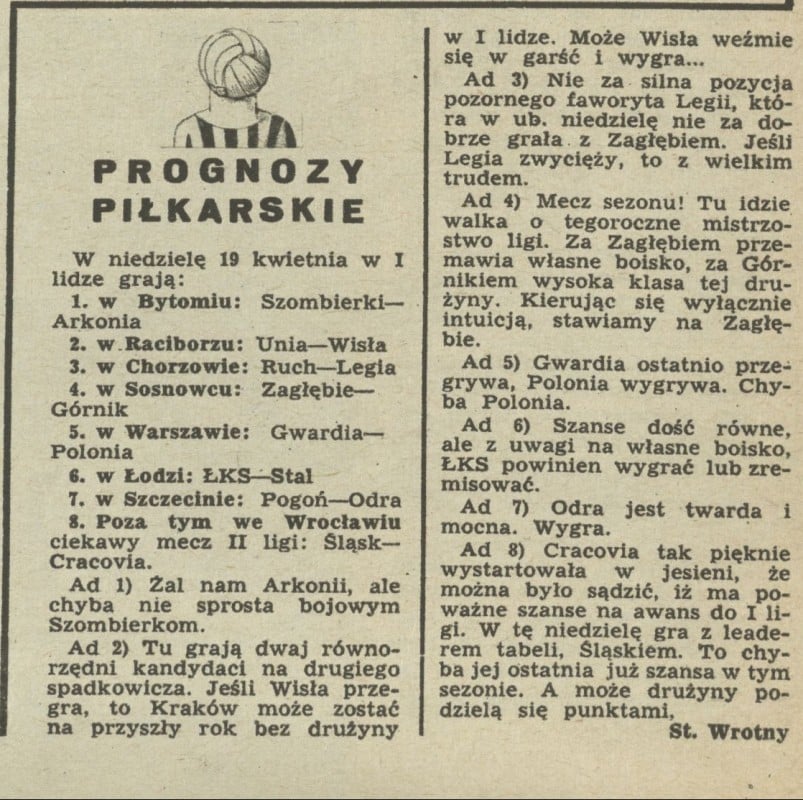 PROGNOZY
PIŁKARSKIE
W niedzielę 19 kwietnia w I
lidze grają:
1. w Bytomiu: Szombierki—
Arkonia
2. w Raciborzu: Unia—Wisła
3. w Chorzowie: Ruch—Legia
4. w Sosnowcu: Zagłębie—
Górnik
5. w Warszawie: Gwardia—
Polonia
6. w Łodzi: ŁKS—Stal
7. w Szczecinie: Pogoń—Odra
8. Poza tym we Wrocławiu
ciekawy mecz II ligi: Śląsk—
Cracovia.
Ad 1) Żal nam Arkonii, ale
chyba nie sprosta bojowym
Szombierkom.
Ad 2) Tu grają dwaj równo-
rzędni kandydaci na drugiego
spadkowicza. Jeśli Wisła prze-
gra, to Kraków może zostać
na przyszły rok bez drużyny
w I lidze. Może Wisła weźmie
się w garść i wygra...
Ad 3) Nie za silna pozycja
pozornego faworyta Legii, któ-
ra w ub. niedzielę nie za do-
brze grała z Zagłębiem. Jeśli
Legia zwycięży, to z wielkim
trudem.
Ad 4) Mecz sezonu! Tu idzie
walka o tegoroczne mistrzo-
stwo ligi. Za Zagłębiem prze-
mawia własne boisko, za Gór-
nikiem wysoka klasa tej dru-
żyny. Kierując się wyłącznie
intuicją, stawiamy na Zagłę-
bie.
Ad 5) Gwardia ostatnio prze-
grywa, Polonia wygrywa. Chy-
ba Polonia.
Ad 6) Szanse dość równe,
ale z uwagi na własne boisko,
ŁKS powinien wygrać lub zre-
misować.
Ad 7) Odra jest twarda i
mocna. Wygra.
Ad 8) Cracovia tak pięknie
wystartowała w jesieni, że
można było sądzić, iż ma po-
ważne szanse na awans do I li-
gi. W tę niedzielę gra z leade-
rem tabeli, Śląskiem. To chy-
ba jej ostatnia już szansa w tym
sezonie. A może drużyny po-
dzielą się punktami,
St. Wrotny